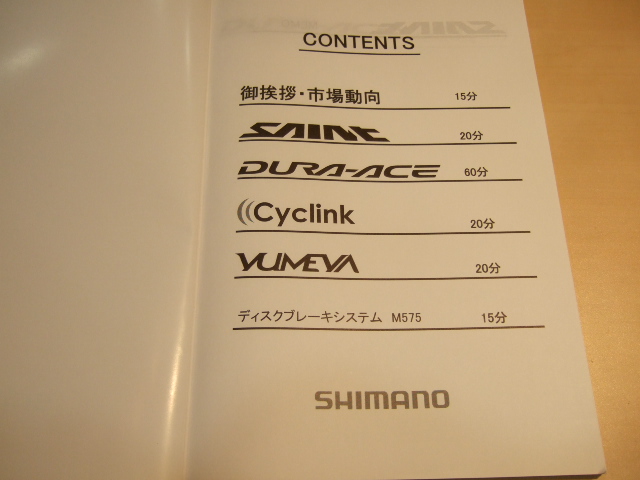 CONTENTS
御挨拶・市場動向 15分
SAINT 20分
DURA-ACE 60分
Cyclink 20分
YUMEVA 20分
ディスクブレーキシステム M575 15分
SHIMANO